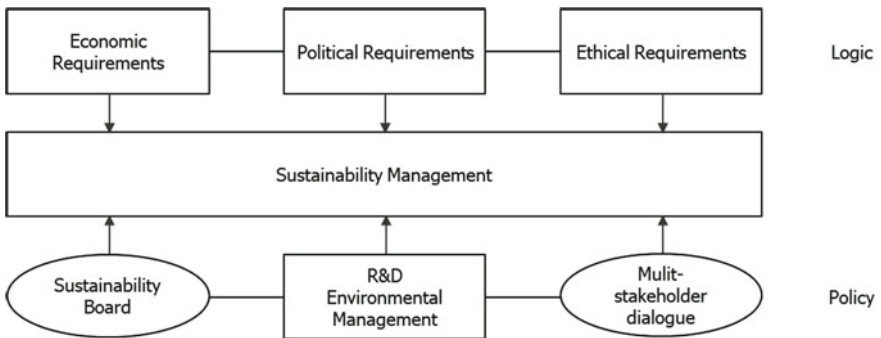 Economic
Requirements
Political Requirements
Ethical Requirements
Logic
Sustainability Management
Sustainability
Board
R&D
Environmental
Management
Mulit-
stakeholder
dialogue
Policy